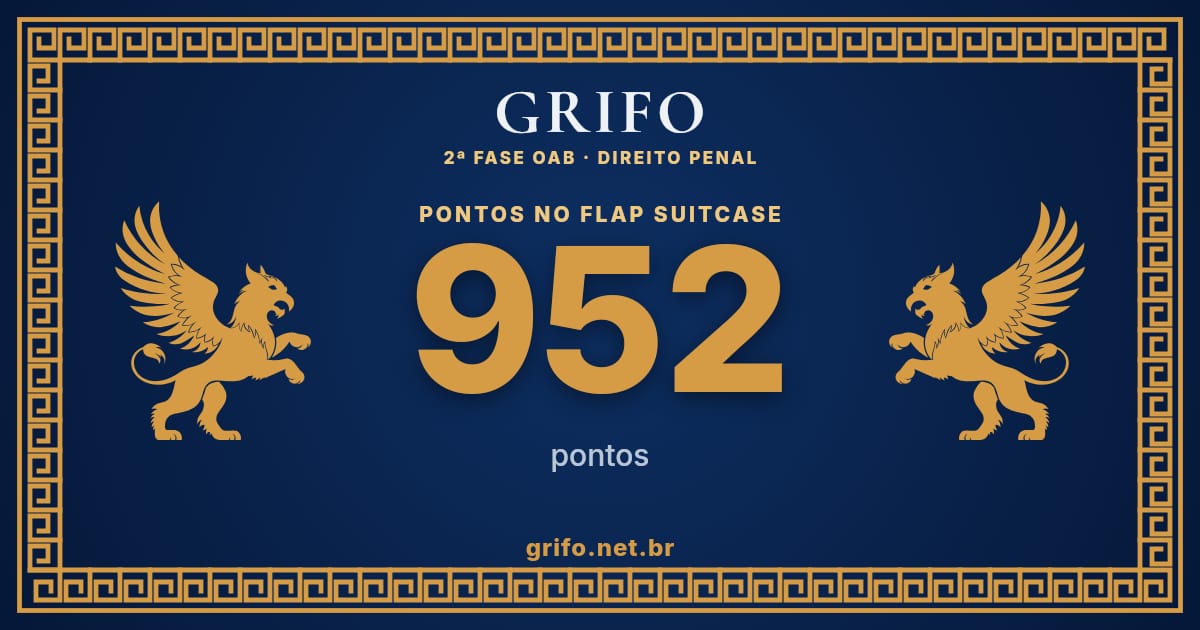 GRIFO
2ª FASE OAB · DIREITO PENAL
PONTOS NO FLAP SUITCASE
952
pontos
grifo.net.br